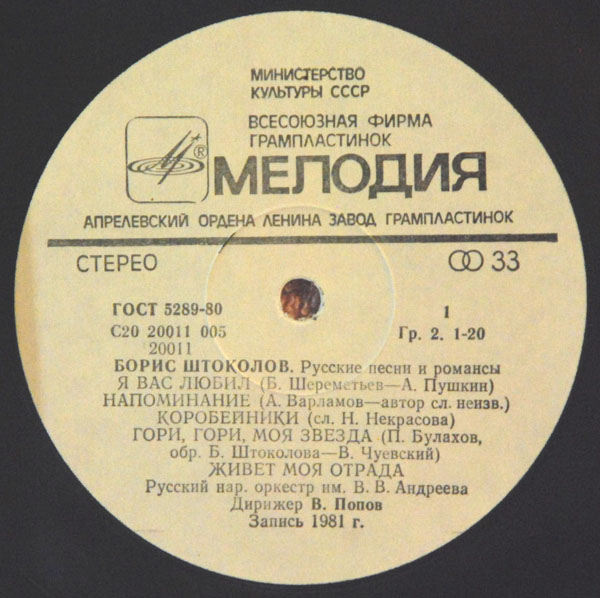 МИНИСТЕРСТВО
КУЛЬТУРЫ СССР
ВСЕСОЮЗНАЯ ФИРМА
ГРАМПЛАСТИНОК
®
МЕЛОДИЯ
АПРЕЛЕВСКИЙ ОРДЕНА ЛЕНИНА ЗАВОД ГРАМПЛАСТИНОК
СТЕРЕО 33
ГОСТ 5289-80 1
С20 20011 005 Гр. 2. 1-20
20011
БОРИС ШТОКОЛОВ. Русские песни и романсы
Я ВАС ЛЮБИЛ (Б. Шереметьев—А. Пушкин)
НАПОМИНАНИЕ (А. Варламов—автор сл. неизв.)
КОРОБЕЙНИКИ (сл. Н. Некрасова)
ГОРИ, ГОРИ, МОЯ ЗВЕЗДА (П. Булахов,
обр. Б. Штоколова—В. Чуевский)
ЖИВЕТ МОЯ ОТРАДА
Русский нар. оркестр им. В. В. Андреева
Дирижер В. Попов
Запись 1981 г.